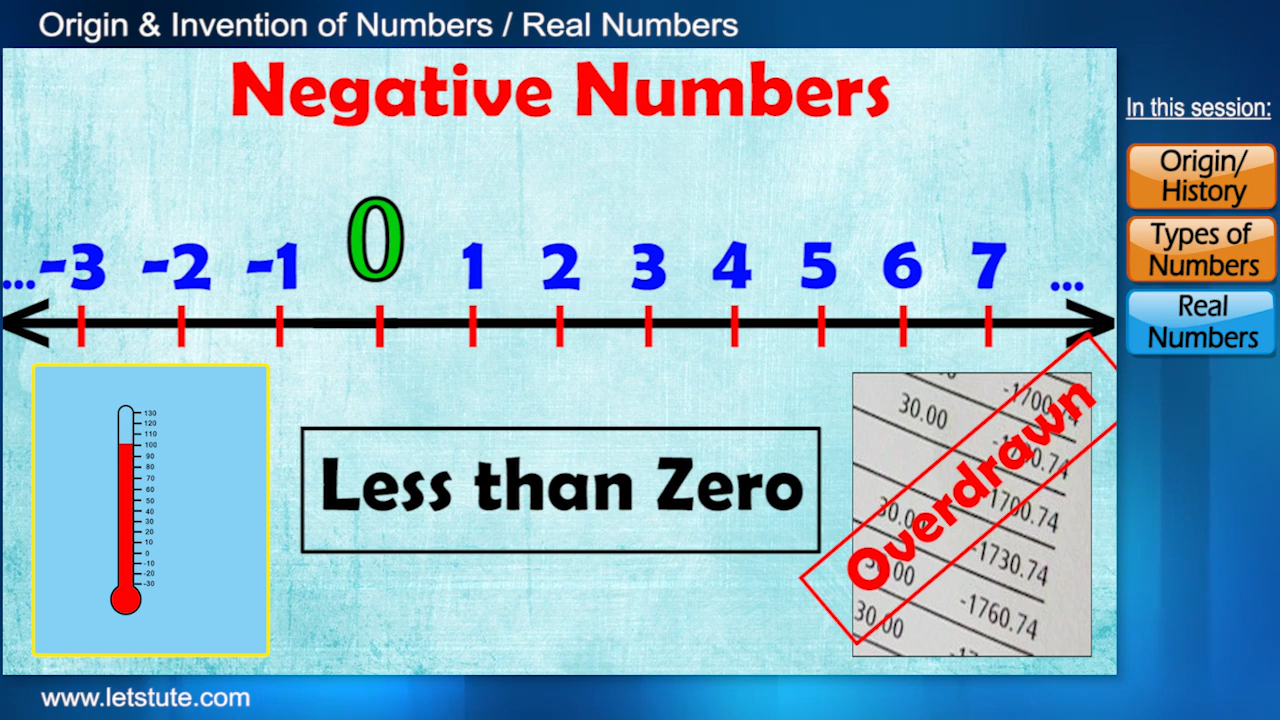 Origin & Invention of Numbers / Real Numbers
Negative Numbers
In this session:
Origin/
History
Types of
Numbers
Real
Numbers
...-3 -2 -1 0 1 2 3 4 5 6 7 ...
130
120
110
100
90
80
70
60
50
40
30
20
10
0
-10
-20
-30
Less than Zero
Overdrawn
30.00
-1700.74
-1730.74
30.00
-1760.74
30.00
www.letstute.com